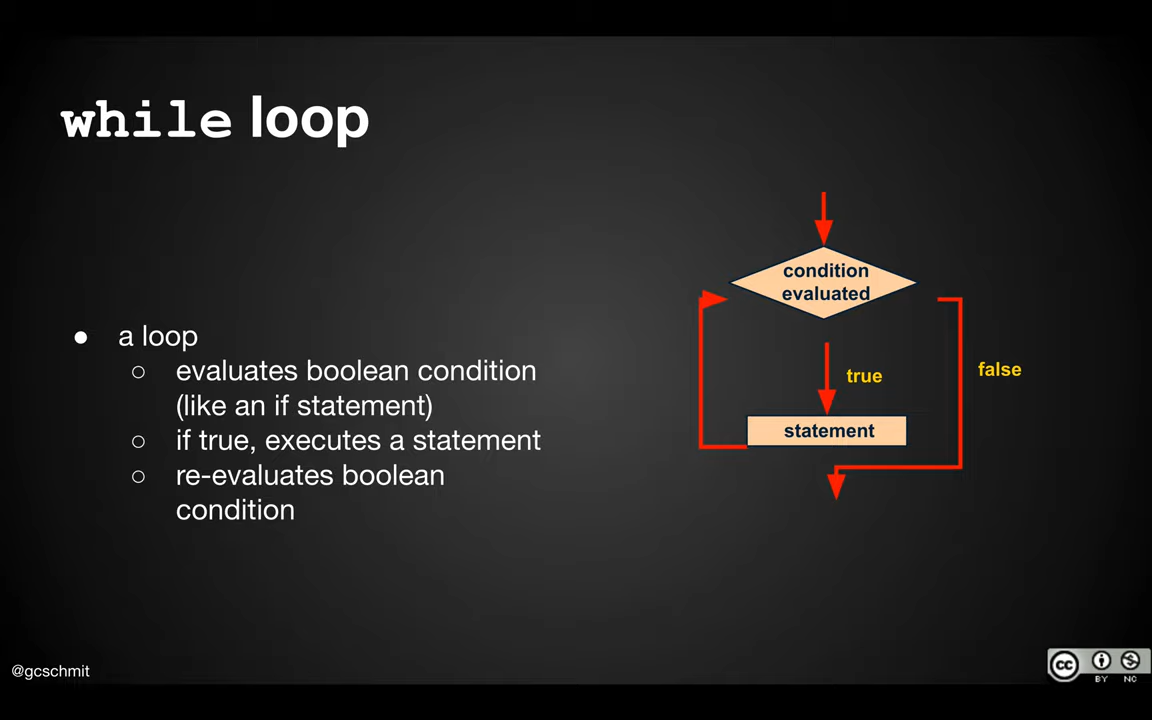 while loop
● a loop
○ evaluates boolean condition
(like an if statement)
○ if true, executes a statement
○ re-evaluates boolean
condition
condition
evaluated
true
false
statement
@gcschmit
cc
BY NC